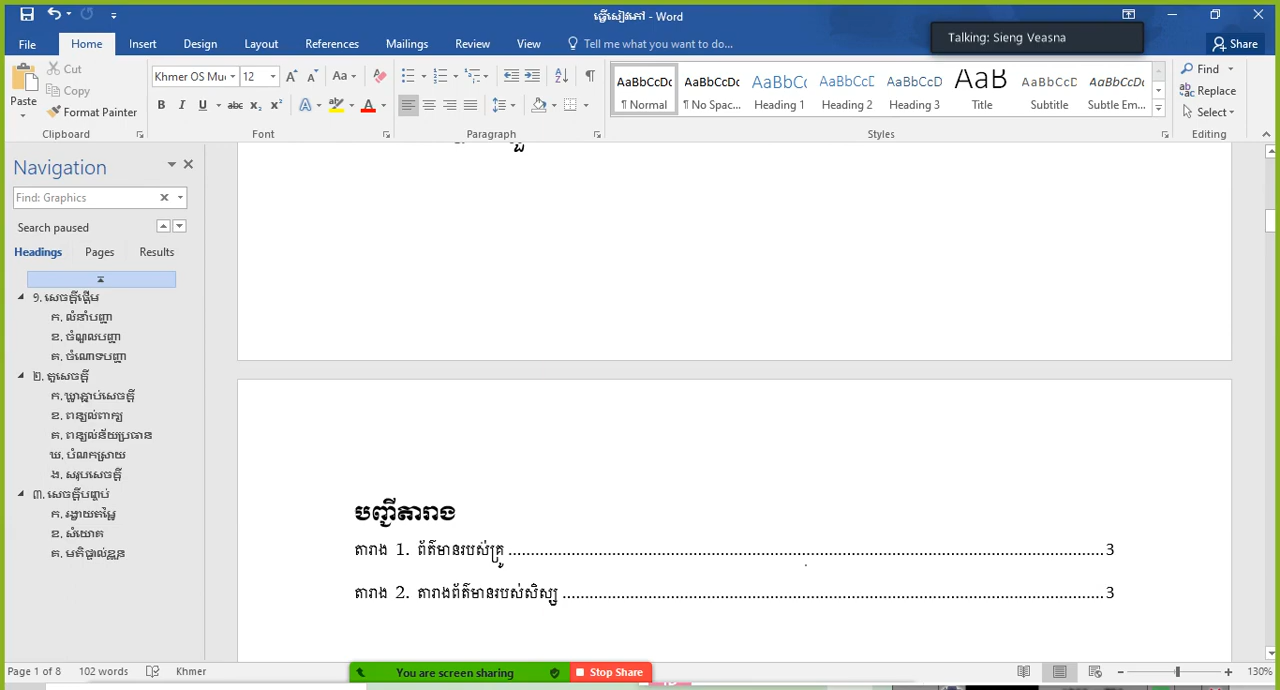 ធ្វើសៀវភៅ - Word
Talking: Sieng Veasna
File Home Insert Design Layout References Mailings Review View Tell me what you want to do... Share
Paste Cut Copy Format Painter
Clipboard
Khmer OS Mu 12
Font
Paragraph
AaBbCcDc AaBbCcDc AaBbCc AaBbCcD AaBbCcD AaB AaBbCcD AaBbCcDc
¶ Normal ¶ No Spac... Heading 1 Heading 2 Heading 3 Title Subtitle Subtle Em...
Styles
Find
Replace
Select
Editing
Navigation
Find: Graphics
Search paused
Headings Pages Results
១. សេចក្តីផ្តើម
ក. លំនាំបញ្ហា
ខ. ចំណូលបញ្ហា
គ. ចំណោទបញ្ហា
២. តួសេចក្តី
ក. ឃ្លាភ្ជាប់សេចក្តី
ខ. ពន្យល់ពាក្យ
គ. ពន្យល់ន័យប្រធាន
ឃ. បំណកស្រាយ
ង. សរុបសេចក្តី
៣. សេចក្តីបញ្ចប់
ក. វាយតម្លៃ
ខ. សំយោគ
គ. មតិផ្ទាល់ខ្លួន
បញ្ជីតារាង
តារាង 1. ព័ត៌មានរបស់គ្រូ ........ 3
តារាង 2. តារាងព័ត៌មានរបស់សិស្ស ........ 3
Page 1 of 8 102 words Khmer
You are screen sharing Stop Share
130%